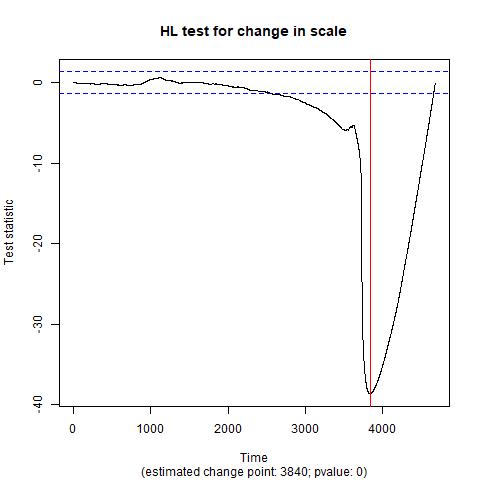 HL test for change in scale
Test statistic
0
-10
-20
-30
-40
0 1000 2000 3000 4000
Time
(estimated change point: 3840; pvalue: 0)